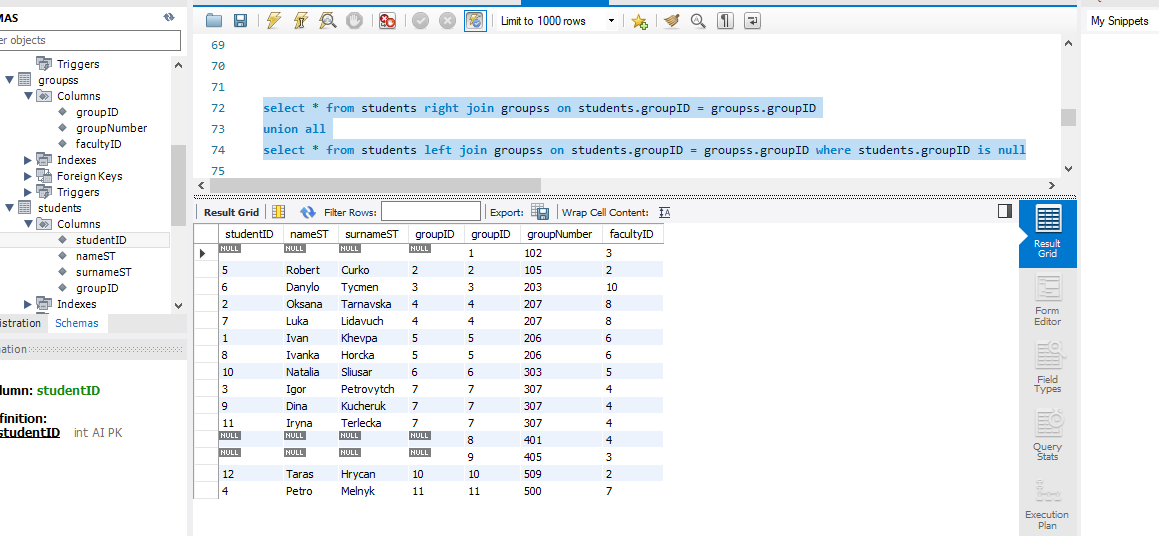 MAS
er objects
Triggers
groupss
Columns
groupID
groupNumber
facultyID
Indexes
Foreign Keys
Triggers
students
Columns
studentID
nameST
surnameST
groupID
Indexes
istration Schemas
ation
lumn: studentID
finition:
studentID int AI PK
Limit to 1000 rows
69
70
71
72 select * from students right join groupss on students.groupID = groupss.groupID
73 union all
74 select * from students left join groupss on students.groupID = groupss.groupID where students.groupID is null
75
Result Grid Filter Rows: Export: Wrap Cell Content:
studentID nameST surnameST groupID groupID groupNumber facultyID
NULL NULL NULL NULL 1 102 3
5 Robert Curko 2 2 105 2
6 Danylo Tycmen 3 3 203 10
2 Oksana Tarnavska 4 4 207 8
7 Luka Lidavuch 4 4 207 8
1 Ivan Khevpa 5 5 206 6
8 Ivanka Horcka 5 5 206 6
10 Natalia Sliusar 6 6 303 5
3 Igor Petrovytch 7 7 307 4
9 Dina Kucheruk 7 7 307 4
11 Iryna Terlecka 7 7 307 4
NULL NULL NULL NULL 8 401 4
NULL NULL NULL NULL 9 405 3
12 Taras Hrycan 10 10 509 2
4 Petro Melnyk 11 11 500 7
Result
Grid
Form
Editor
Field
Types
Query
Stats
Execution
Plan
My Snippets